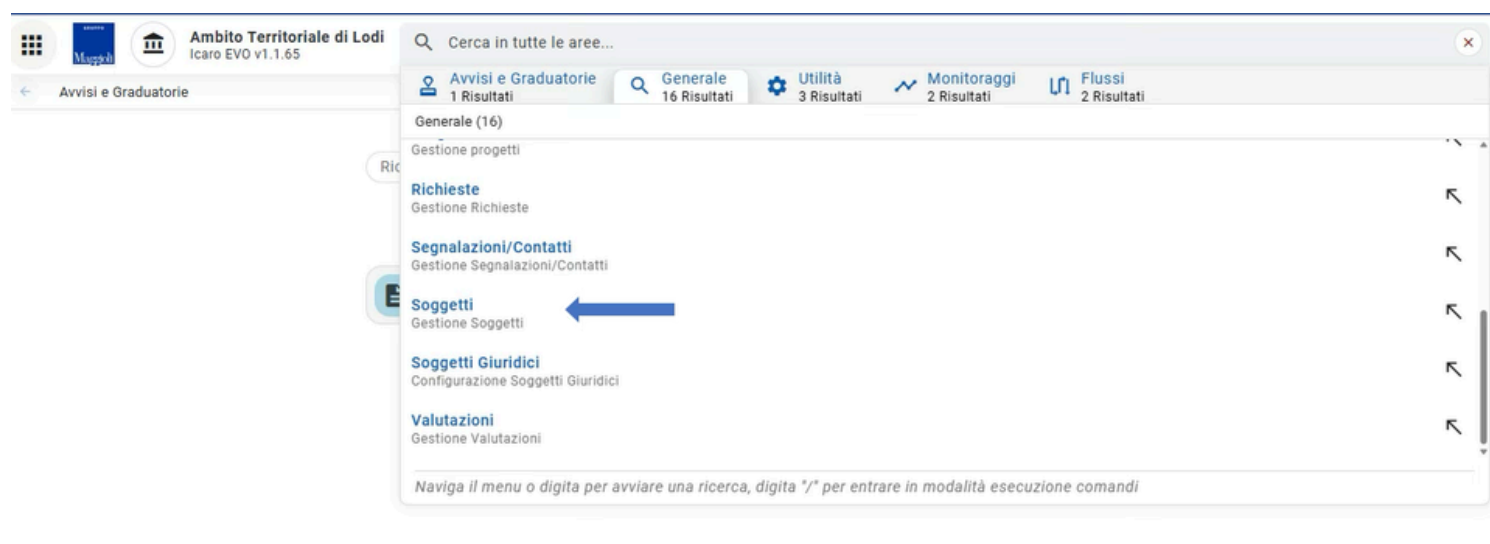 GRUPPO
Maggioli
Ambito Territoriale di Lodi
Icaro EVO v1.1.65
Cerca in tutte le aree...
Avvisi e Graduatorie
1 Risultati
Generale
16 Risultati
Utilità
3 Risultati
Monitoraggi
2 Risultati
Flussi
2 Risultati
Avvisi e Graduatorie
Generale (16)
Gestione progetti
Ric
Richieste
Gestione Richieste
Segnalazioni/Contatti
Gestione Segnalazioni/Contatti
Soggetti
Gestione Soggetti
Soggetti Giuridici
Configurazione Soggetti Giuridici
Valutazioni
Gestione Valutazioni
Naviga il menu o digita per avviare una ricerca, digita "/" per entrare in modalità esecuzione comandi